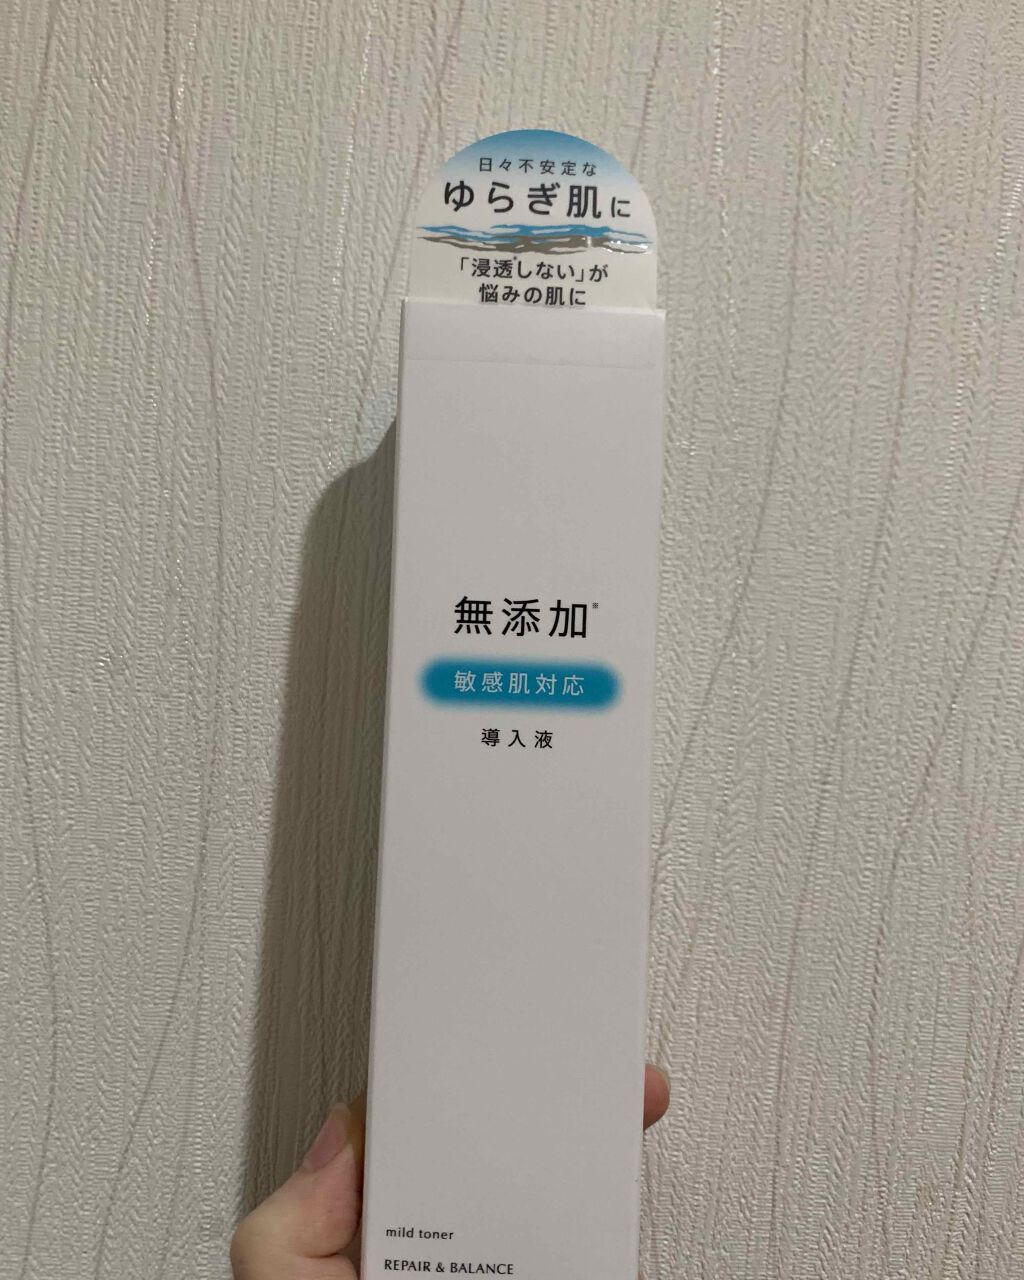 日々不安定な
ゆらぎ肌に
「浸透*しない」が
悩みの肌に
無添加※
敏感肌対応
導入液
mild toner
REPAIR & BALANCE